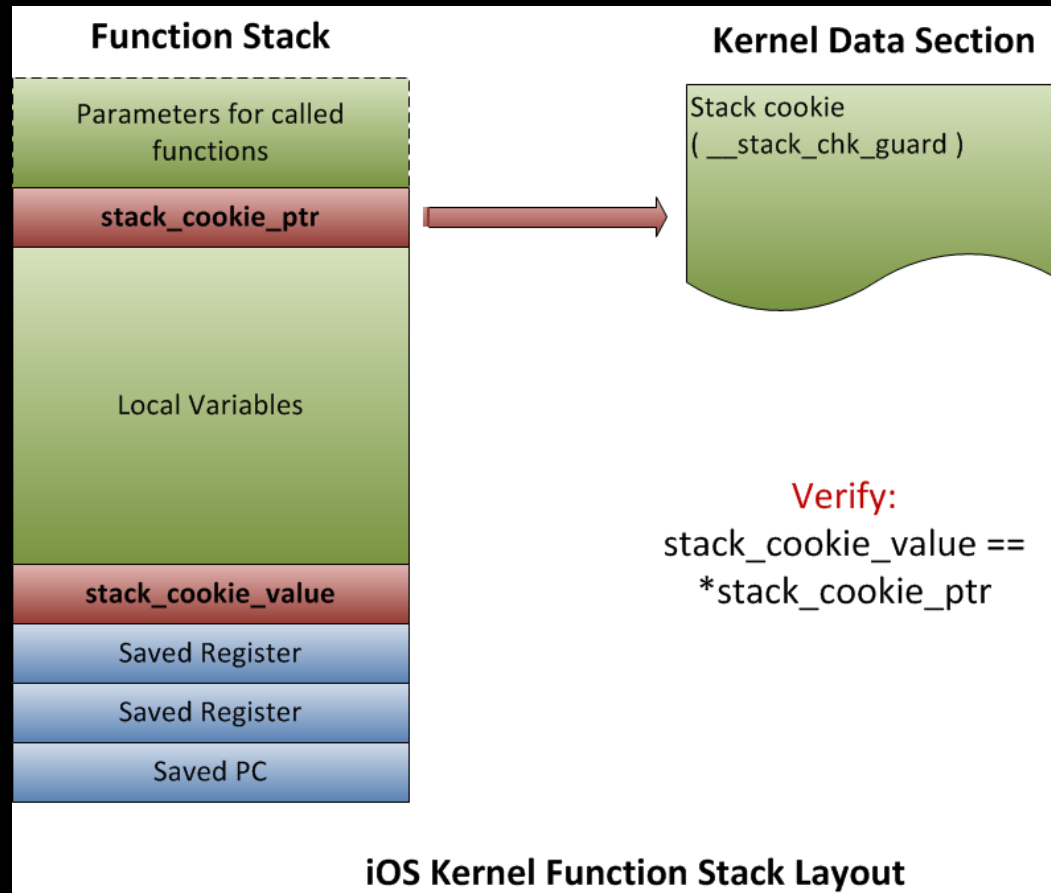 Function Stack
Parameters for called
functions
stack_cookie_ptr
Local Variables
stack_cookie_value
Saved Register
Saved Register
Saved PC
Kernel Data Section
Stack cookie
( __stack_chk_guard )
Verify:
stack_cookie_value ==
*stack_cookie_ptr
iOS Kernel Function Stack Layout